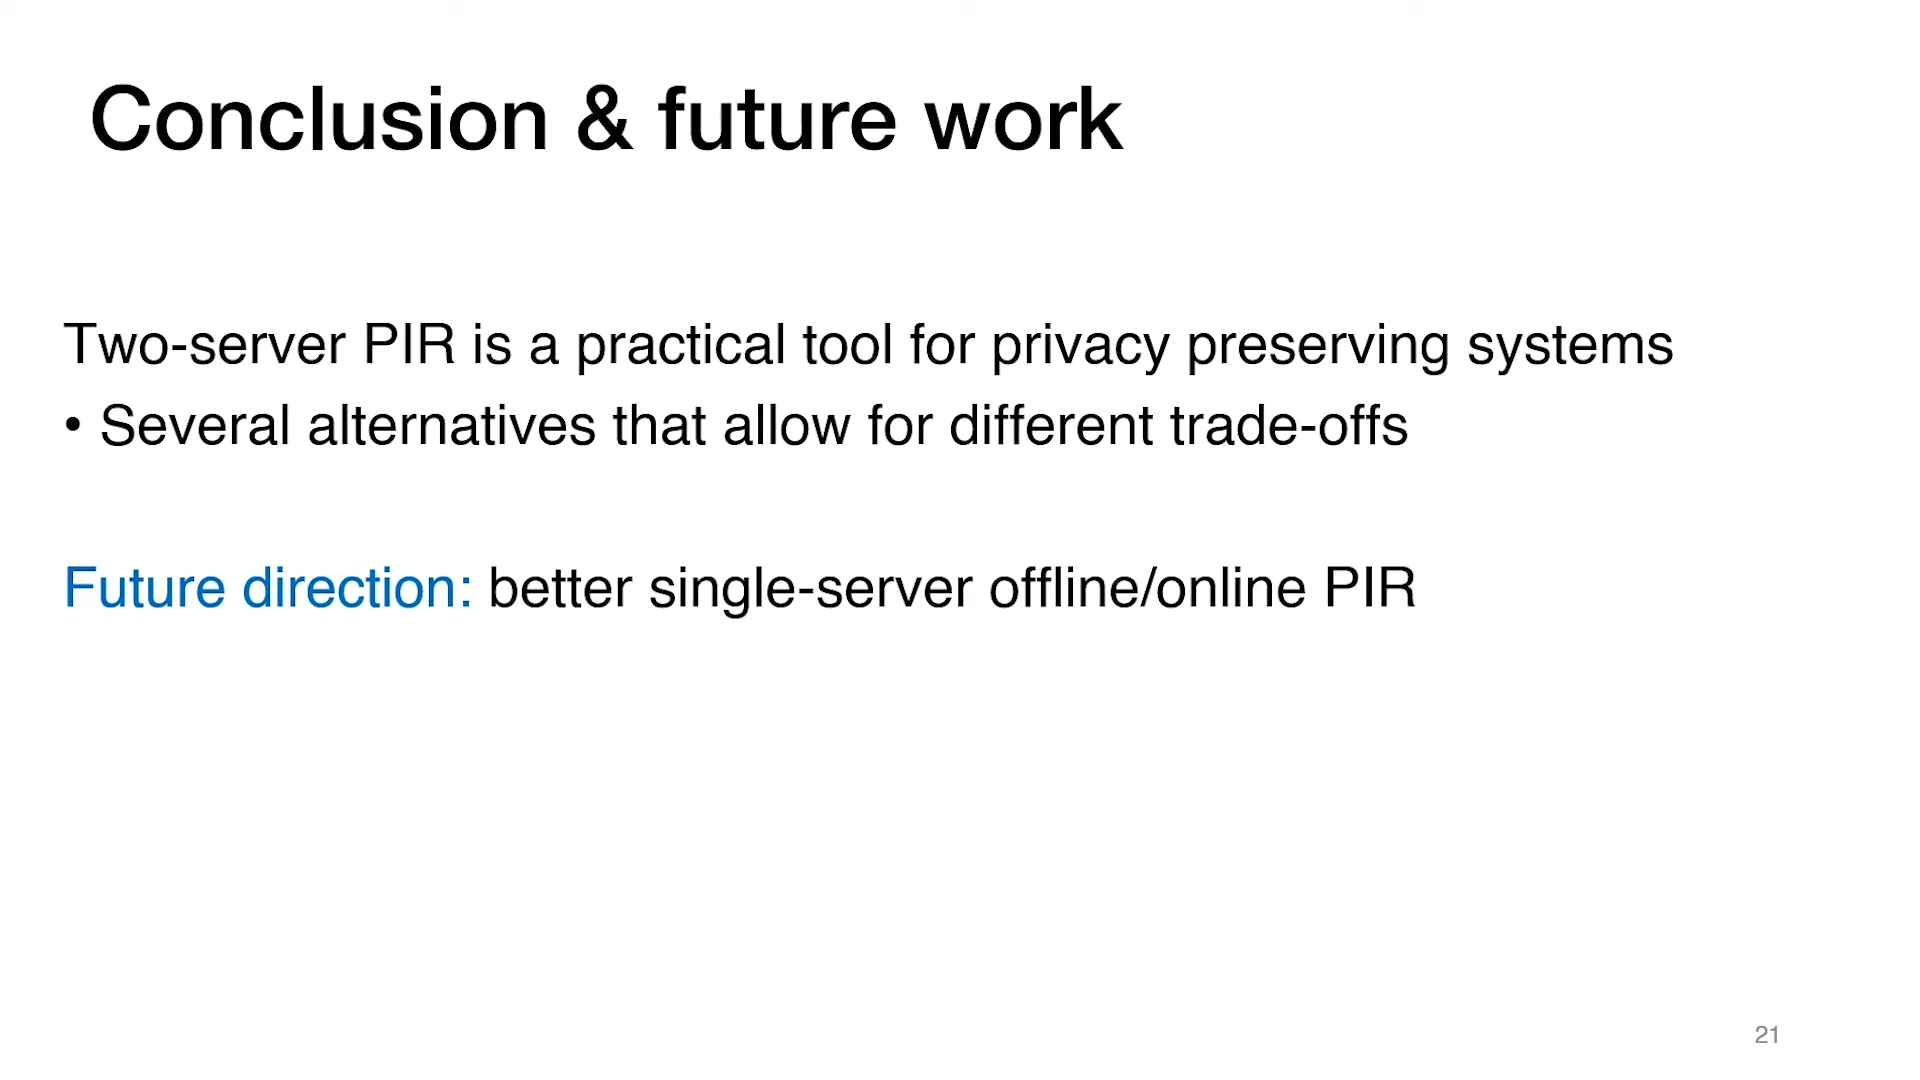 Conclusion & future work
Two-server PIR is a practical tool for privacy preserving systems
• Several alternatives that allow for different trade-offs
Future direction: better single-server offline/online PIR
21